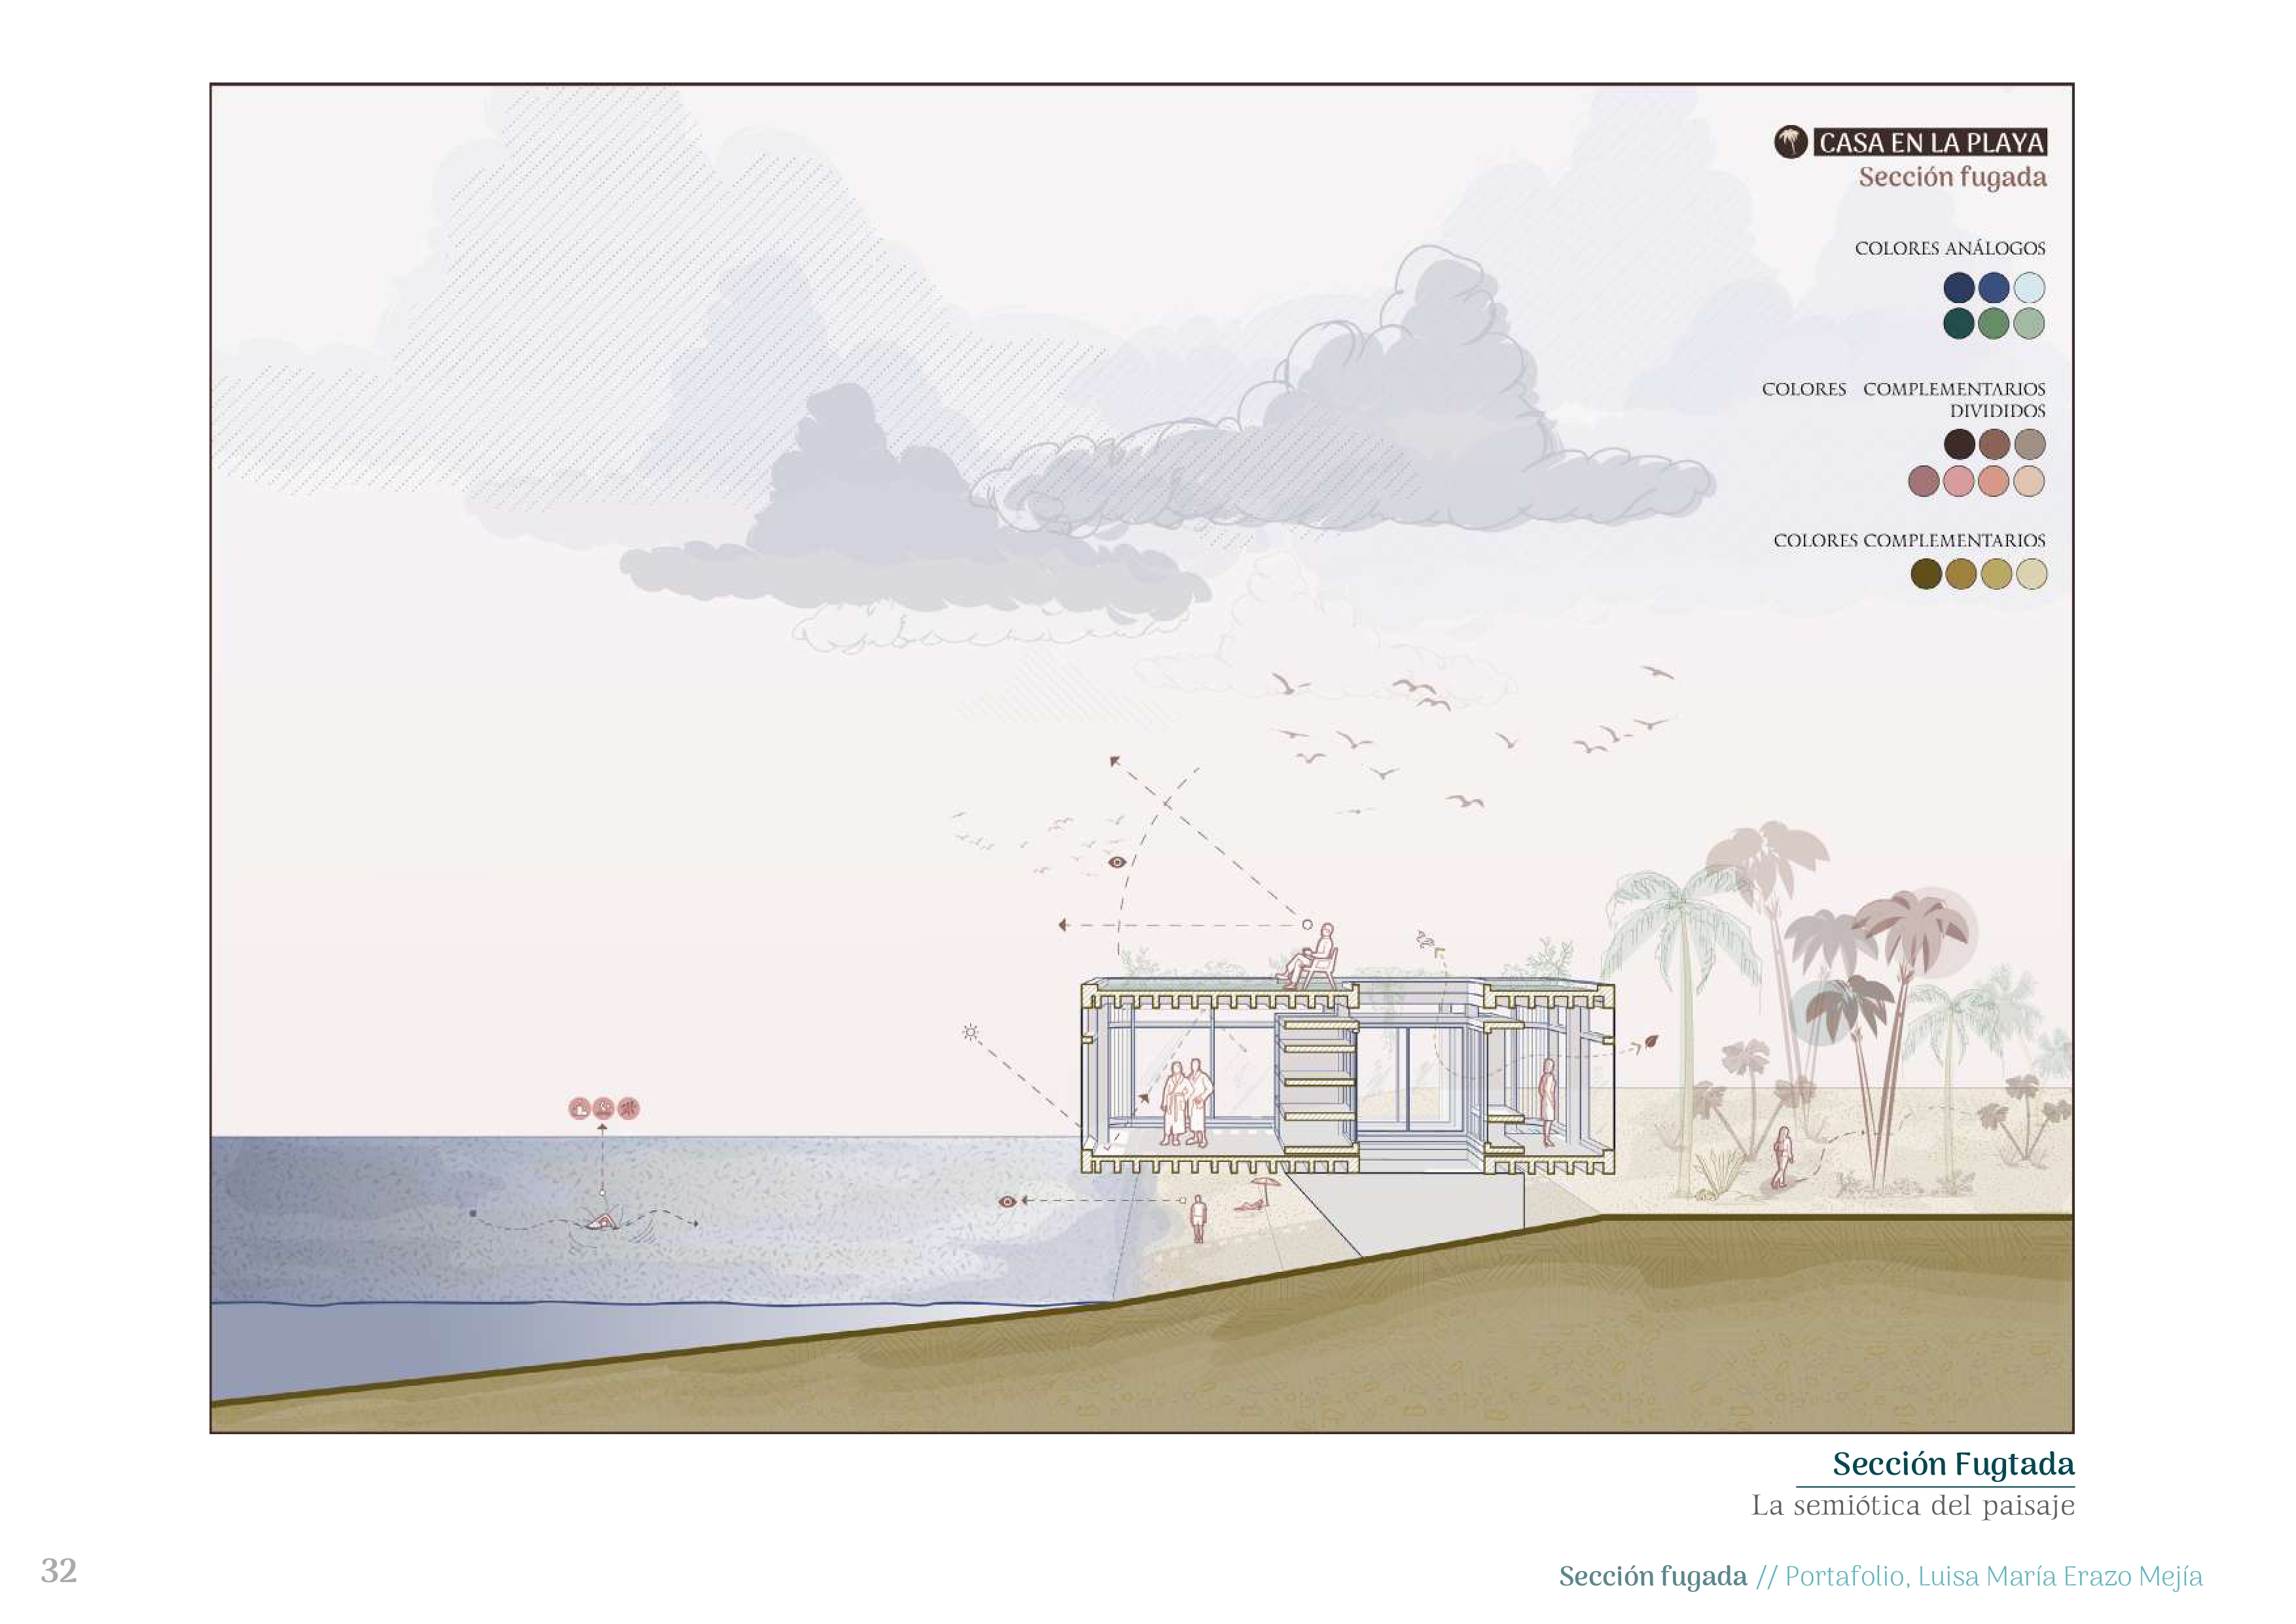 CASA EN LA PLAYA
Sección fugada
COLORES ANÁLOGOS
COLORES COMPLEMENTARIOS
DIVIDIDOS
COLORES COMPLEMENTARIOS
Sección Fugtada
La semiótica del paisaje
32
Sección fugada // Portafolio, Luisa María Erazo Mejía